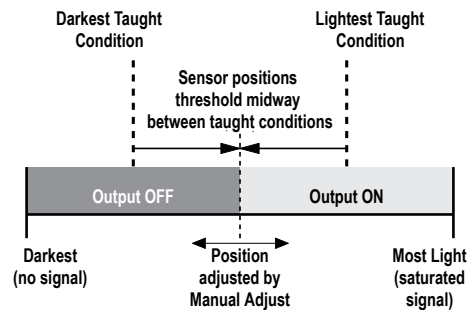 Darkest Taught
Condition
Lightest Taught
Condition
Sensor positions
threshold midway
between taught conditions
Output OFF
Output ON
Darkest
(no signal)
Position
adjusted by
Manual Adjust
Most Light
(saturated
signal)